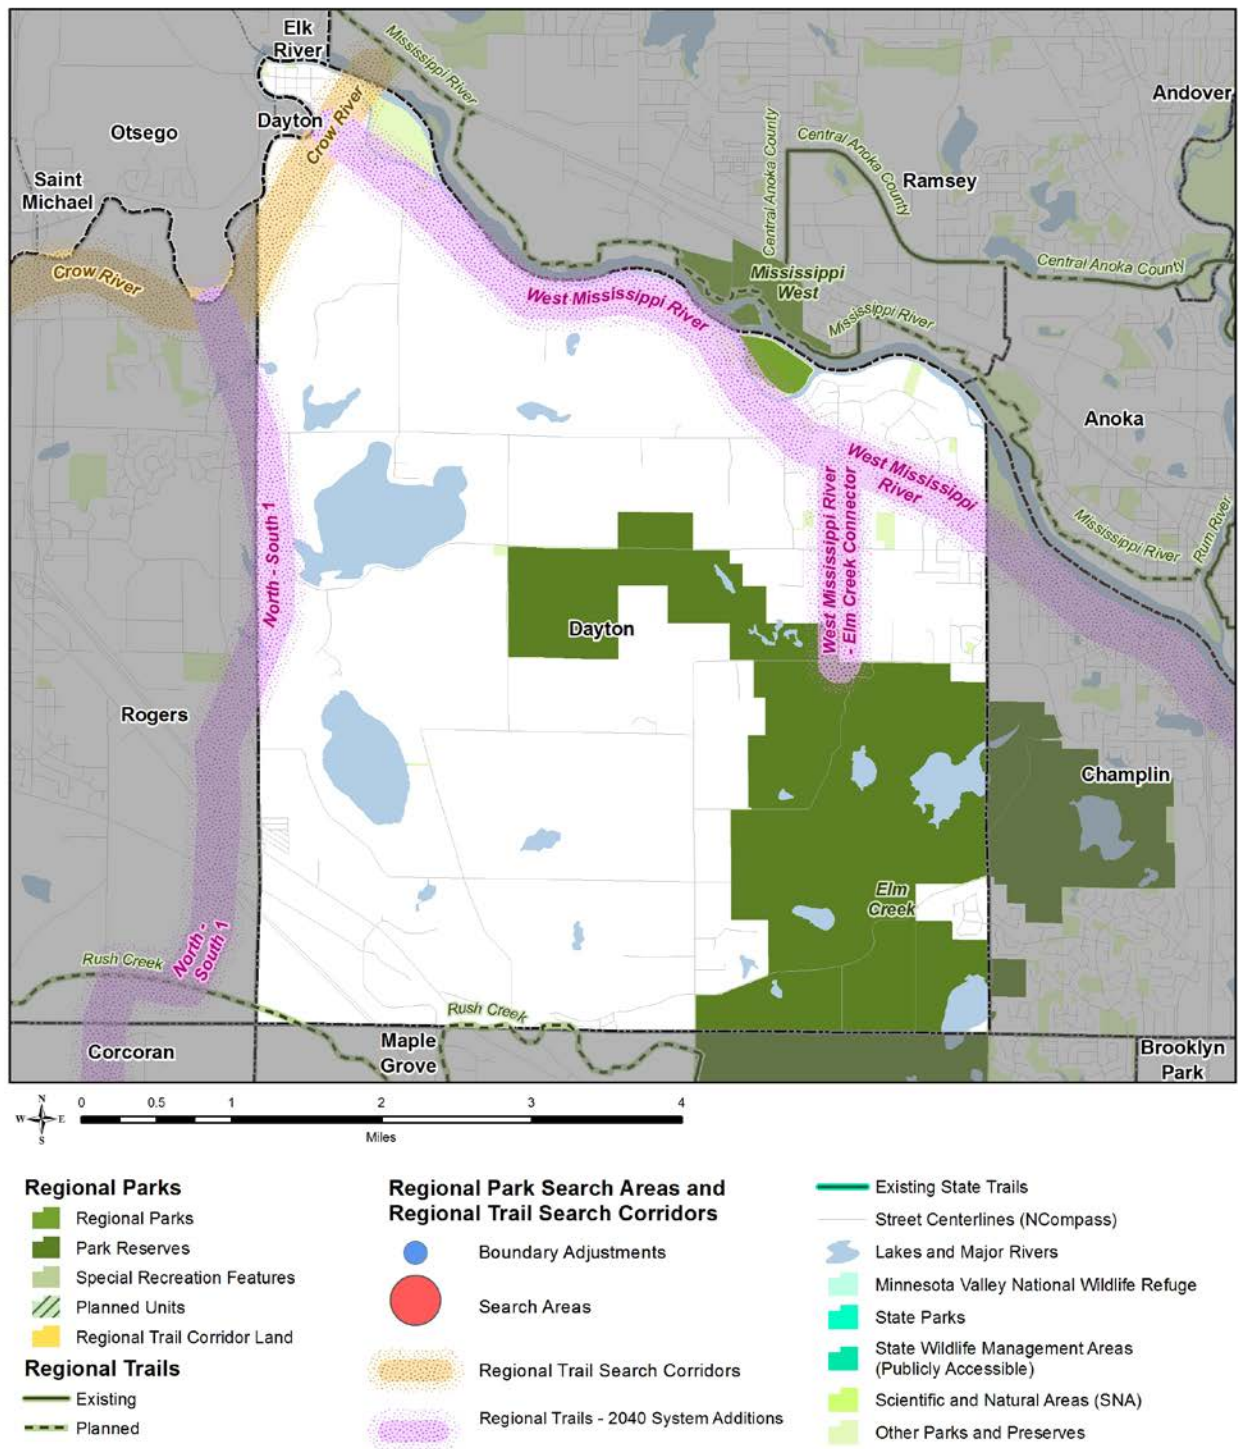 Elk
River
Mississippi River
Andover
Dayton
Crow River
Otsego
Central Anoka County
Central Anoka County
Ramsey
Saint
Michael
Crow River
Central Anoka County
Mississippi
West
West Mississippi River
Mississippi River
Anoka
West Mississippi
River
West Mississippi River
- Elm Creek Connector
North - South 1
Mississippi River
Rum River
Dayton
Rogers
Champlin
Elm
Creek
North -
South 1
Rush Creek
Rush Creek
Corcoran
Maple
Grove
Brooklyn
Park
N
W E
S
0 0.5 1 2 3 4
Miles
Regional Parks
Regional Parks
Park Reserves
Special Recreation Features
Planned Units
Regional Trail Corridor Land
Regional Trails
Existing
Planned
Regional Park Search Areas and
Regional Trail Search Corridors
Boundary Adjustments
Search Areas
Regional Trail Search Corridors
Regional Trails - 2040 System Additions
Existing State Trails
Street Centerlines (NCompass)
Lakes and Major Rivers
Minnesota Valley National Wildlife Refuge
State Parks
State Wildlife Management Areas
(Publicly Accessible)
Scientific and Natural Areas (SNA)
Other Parks and Preserves